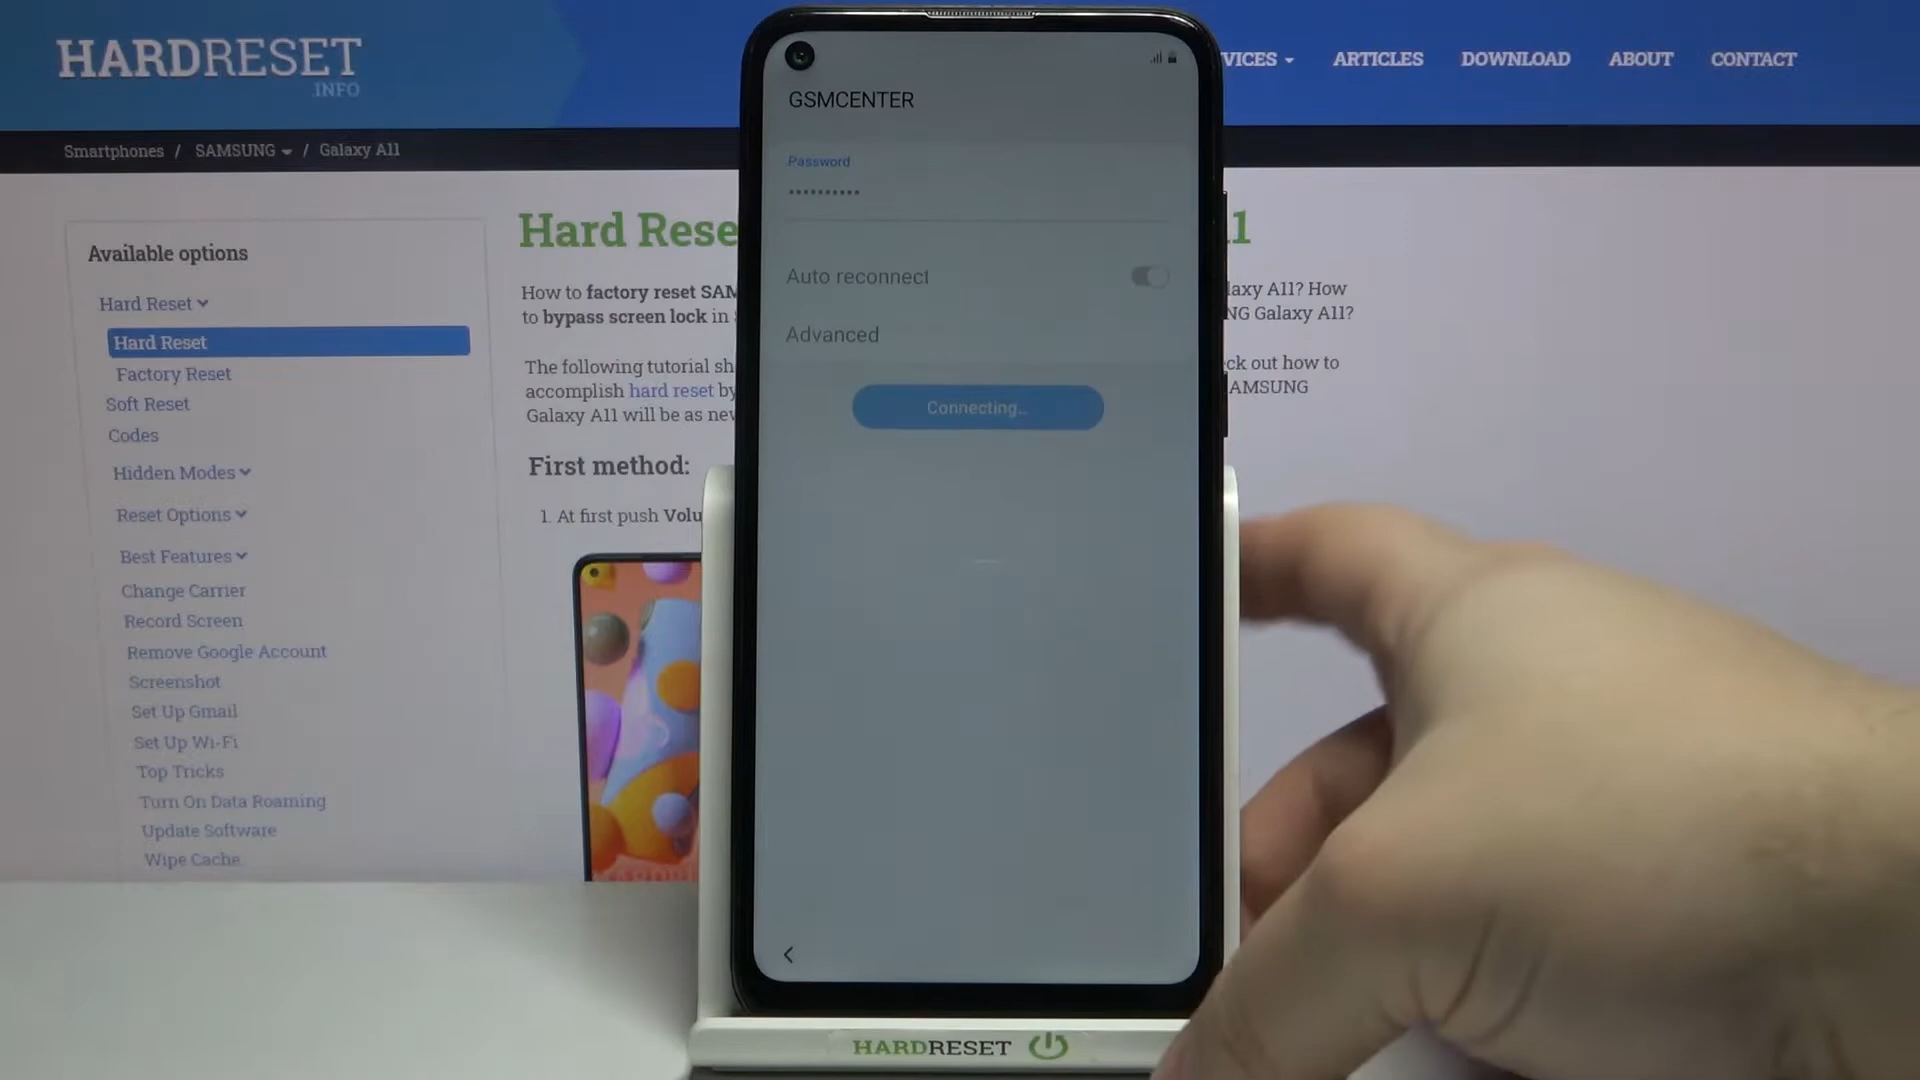 HARDRESET
.INFO
VICES
ARTICLES
DOWNLOAD
ABOUT
CONTACT
Smartphones / SAMSUNG / Galaxy A11
Available options
Hard Reset
Hard Reset
Factory Reset
Soft Reset
Codes
Hidden Modes
Reset Options
Best Features
Change Carrier
Record Screen
Remove Google Account
Screenshot
Set Up Gmail
Set Up Wi-Fi
Top Tricks
Turn On Data Roaming
Update Software
Wipe Cache
Hard Rese
11
How to factory reset SAM
laxy A11? How
to bypass screen lock in
NG Galaxy A11?
The following tutorial sh
ck out how to
accomplish hard reset by
AMSUNG
Galaxy A11 will be as new
First method:
1. At first push Volu
GSMCENTER
Password
••••••••••
Auto reconnect
Advanced
Connecting...
HARDRESET